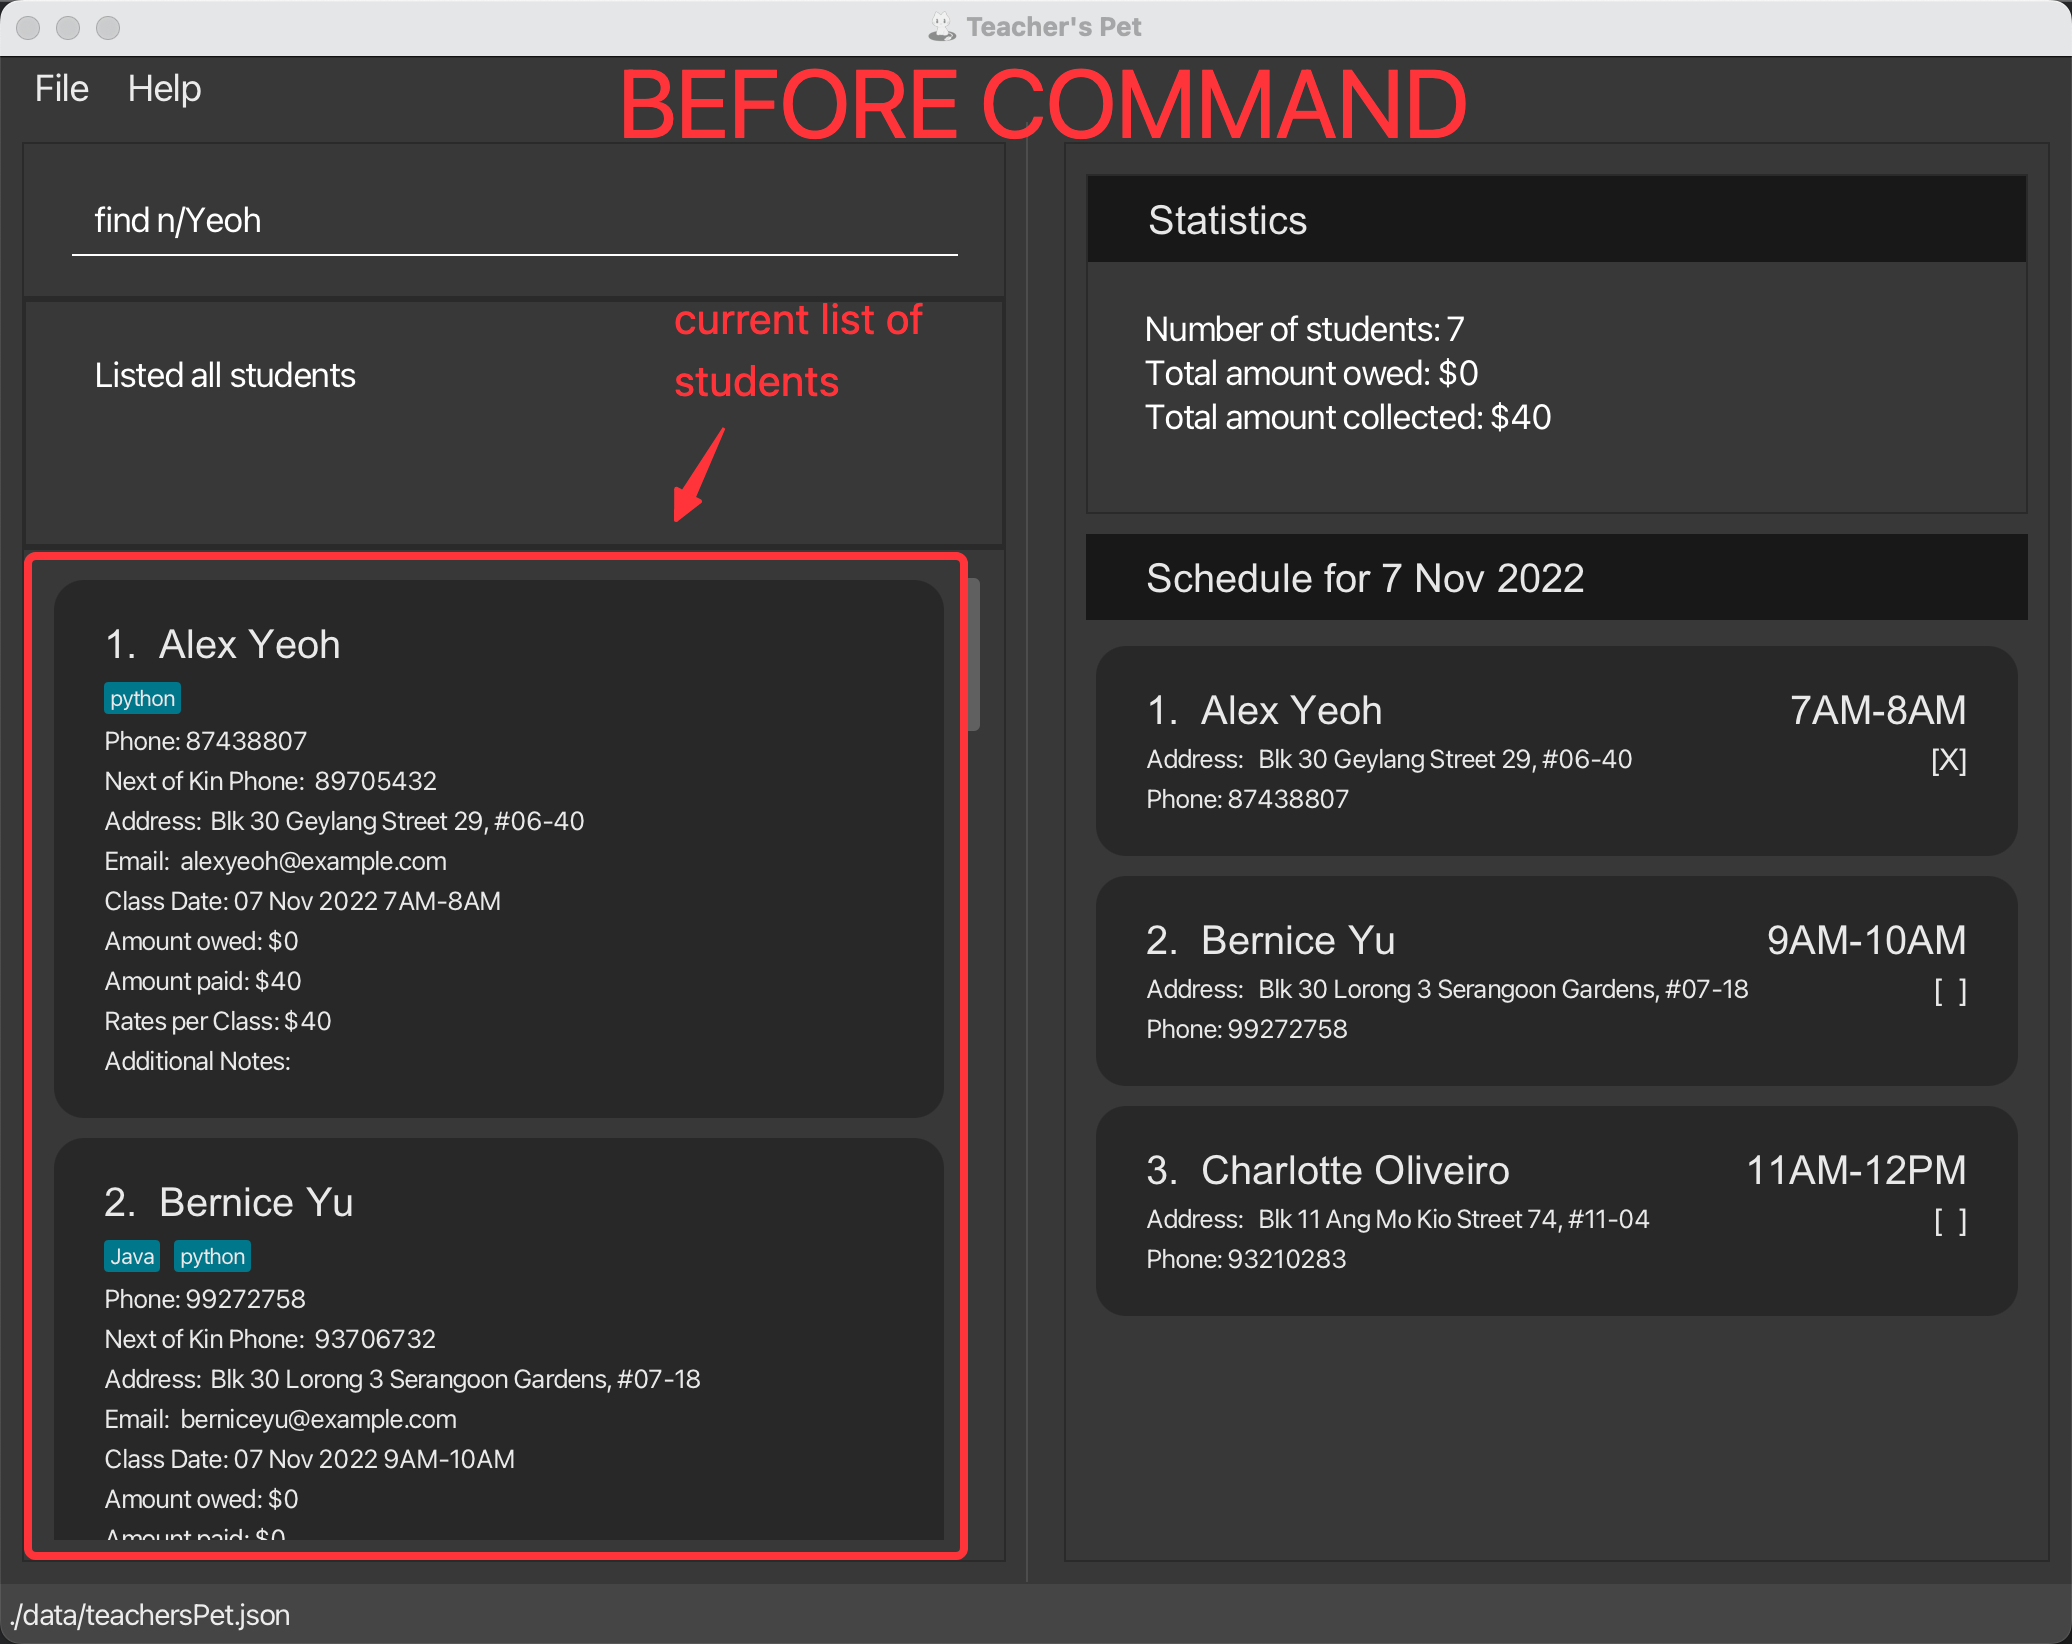 Teacher's Pet
File Help
BEFORE COMMAND
find n/Yeoh
current list of
students
Listed all students
1. Alex Yeoh
python
Phone: 87438807
Next of Kin Phone: 89705432
Address: Blk 30 Geylang Street 29, #06-40
Email: alexyeoh@example.com
Class Date: 07 Nov 2022 7AM-8AM
Amount owed: $0
Amount paid: $40
Rates per Class: $40
Additional Notes:
2. Bernice Yu
Java python
Phone: 99272758
Next of Kin Phone: 93706732
Address: Blk 30 Lorong 3 Serangoon Gardens, #07-18
Email: berniceyu@example.com
Class Date: 07 Nov 2022 9AM-10AM
Amount owed: $0
Amount paid: $0
Statistics
Number of students: 7
Total amount owed: $0
Total amount collected: $40
Schedule for 7 Nov 2022
1. Alex Yeoh 7AM-8AM
Address: Blk 30 Geylang Street 29, #06-40 [X]
Phone: 87438807
2. Bernice Yu 9AM-10AM
Address: Blk 30 Lorong 3 Serangoon Gardens, #07-18 [ ]
Phone: 99272758
3. Charlotte Oliveiro 11AM-12PM
Address: Blk 11 Ang Mo Kio Street 74, #11-04 [ ]
Phone: 93210283
./data/teachersPet.json